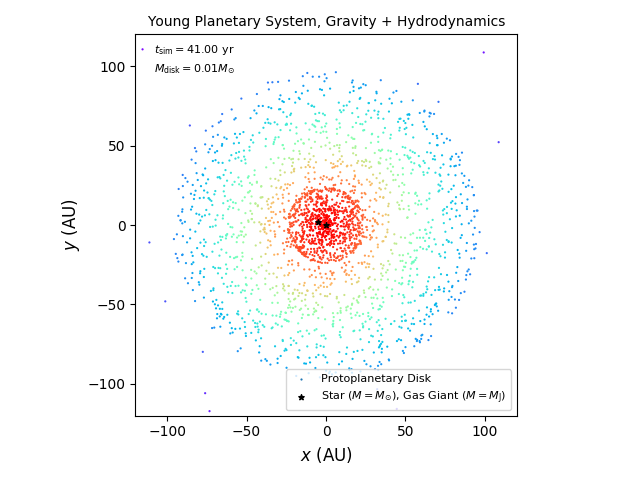 Young Planetary System, Gravity + Hydrodynamics
t_sim = 41.00 yr
M_disk = 0.01M_⊙
100
50
0
−50
−100
y (AU)
Protoplanetary Disk
Star (M = M_⊙), Gas Giant (M = M_J)
−100 −50 0 50 100
x (AU)